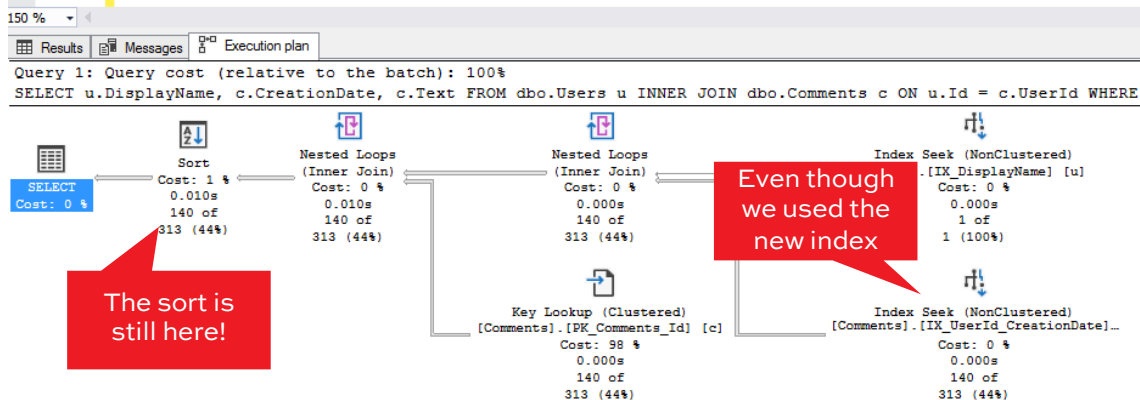 150 %
Results Messages Execution plan
Query 1: Query cost (relative to the batch): 100%
SELECT u.DisplayName, c.CreationDate, c.Text FROM dbo.Users u INNER JOIN dbo.Comments c ON u.Id = c.UserId WHERE
SELECT
Cost: 0 %
Sort
Cost: 1 %
0.010s
140 of
313 (44%)
Nested Loops
(Inner Join)
Cost: 0 %
0.010s
140 of
313 (44%)
Nested Loops
(Inner Join)
Cost: 0 %
0.000s
140 of
313 (44%)
Index Seek (NonClustered)
.[IX_DisplayName] [u]
Cost: 0 %
0.000s
1 of
1 (100%)
Even though
we used the
new index
The sort is
still here!
Key Lookup (Clustered)
[Comments].[PK_Comments_Id] [c]
Cost: 98 %
0.000s
140 of
313 (44%)
Index Seek (NonClustered)
[Comments].[IX_UserId_CreationDate]…
Cost: 0 %
0.000s
140 of
313 (44%)